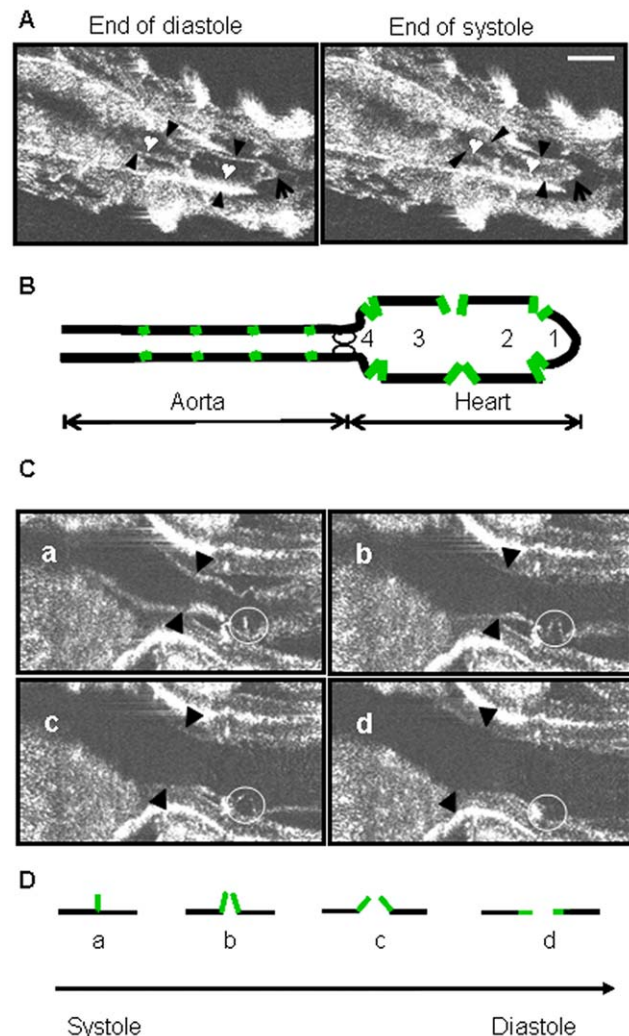 A
End of diastole End of systole
B
4 3 2 1
Aorta Heart
C
a b
c d
D
a b c d
Systole Diastole